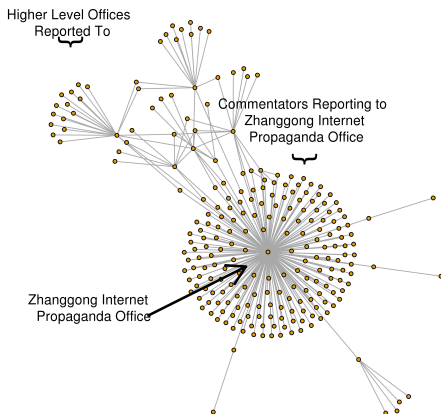 Higher Level Offices
Reported To
Commentators Reporting to
Zhanggong Internet
Propaganda Office
Zhanggong Internet
Propaganda Office